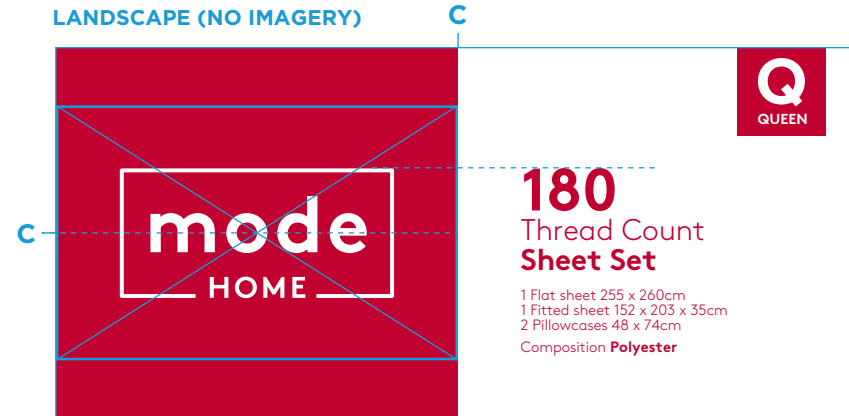 LANDSCAPE (NO IMAGERY)
C
Q
QUEEN
C
mode
HOME
180
Thread Count
Sheet Set
1 Flat sheet 255 x 260cm
1 Fitted sheet 152 x 203 x 35cm
2 Pillowcases 48 x 74cm
Composition Polyester